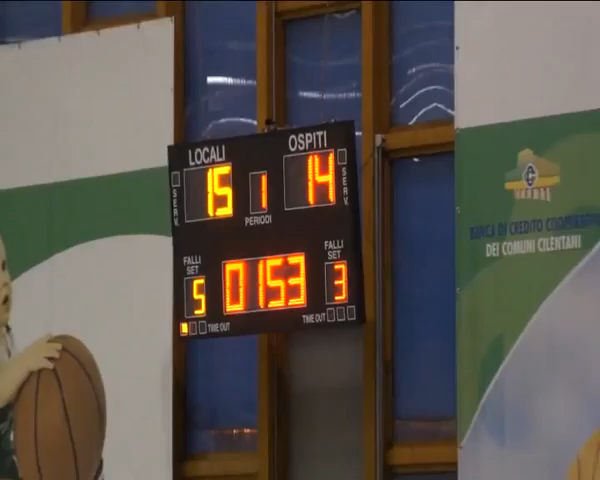 LOCALI
OSPITI
15
1
14
SERV.
SERV.
PERIODI
FALLI SET
FALLI SET
5
0153
3
TIME OUT
TIME OUT
BANCA DI CREDITO COOPERATIV
DEI COMUNI CILENTANI